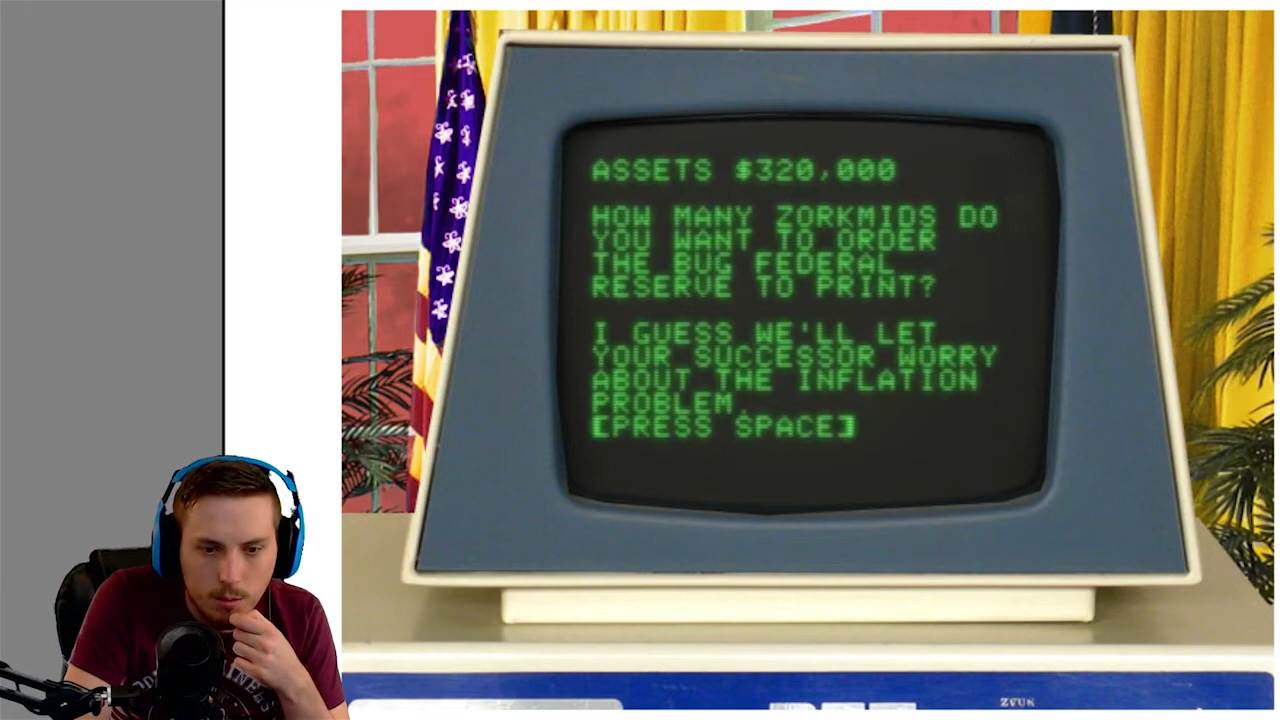 ASSETS $320,000
HOW MANY ZORKMIDS DO
YOU WANT TO ORDER
THE BUG FEDERAL
RESERVE TO PRINT?
I GUESS WE'LL LET
YOUR SUCCESSOR WORRY
ABOUT THE INFLATION
PROBLEM.
[PRESS SPACE]